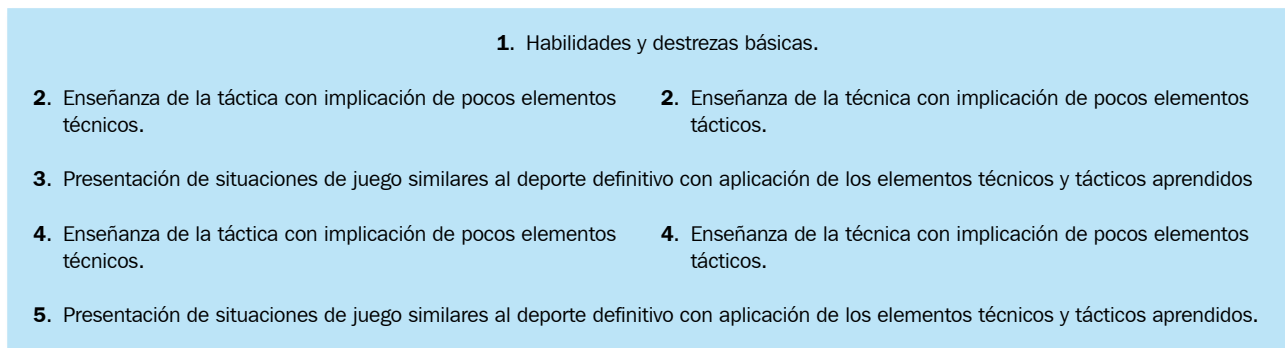 1. Habilidades y destrezas básicas.
2. Enseñanza de la táctica con implicación de pocos elementos
técnicos.
2. Enseñanza de la técnica con implicación de pocos elementos
tácticos.
3. Presentación de situaciones de juego similares al deporte definitivo con aplicación de los elementos técnicos y tácticos aprendidos
4. Enseñanza de la táctica con implicación de pocos elementos
técnicos.
4. Enseñanza de la técnica con implicación de pocos elementos
tácticos.
5. Presentación de situaciones de juego similares al deporte definitivo con aplicación de los elementos técnicos y tácticos aprendidos.